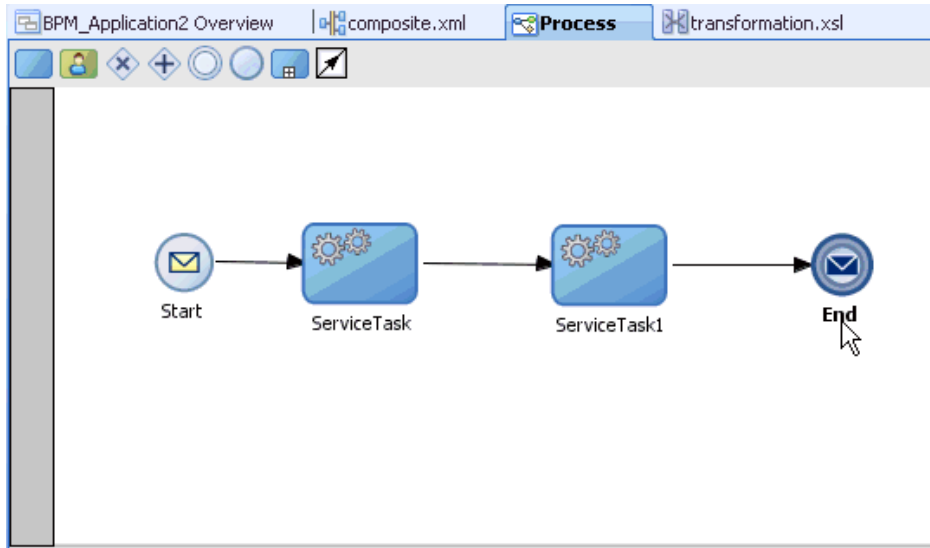 BPM_Application2 Overview composite.xml Process transformation.xsl
Start ServiceTask ServiceTask1 End